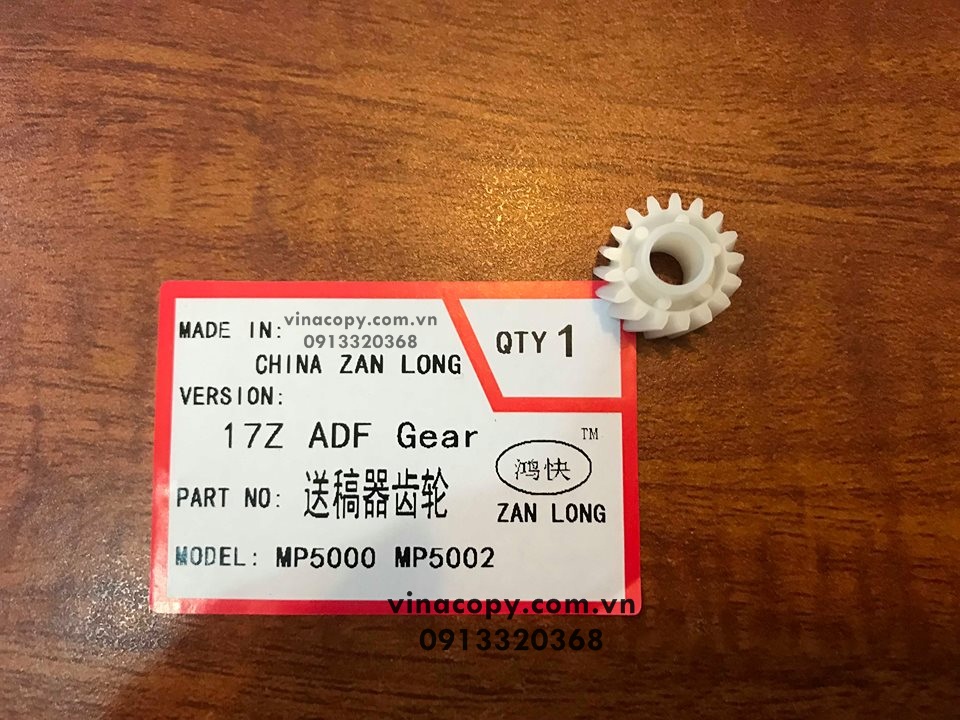 MADE IN:
vinacopy.com.vn
0913320368
CHINA ZAN LONG
QTY 1
VERSION:
17Z ADF Gear
TM
鸿快
ZAN LONG
PART NO: 送稿器齿轮
MODEL: MP5000 MP5002
vinacopy.com.vn
0913320368